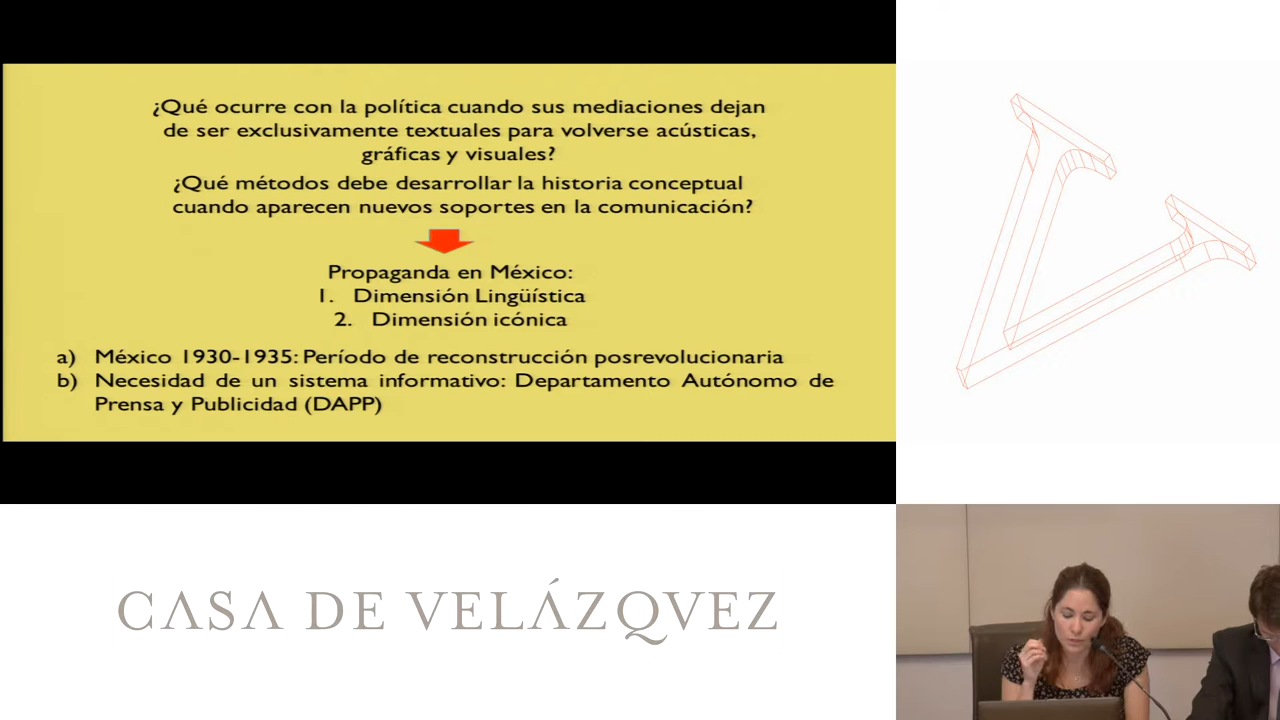 ¿Qué ocurre con la política cuando sus mediaciones dejan
de ser exclusivamente textuales para volverse acústicas,
gráficas y visuales?
¿Qué métodos debe desarrollar la historia conceptual
cuando aparecen nuevos soportes en la comunicación?
Propaganda en México:
1. Dimensión Lingüística
2. Dimensión icónica
a) México 1930-1935: Período de reconstrucción posrevolucionaria
b) Necesidad de un sistema informativo: Departamento Autónomo de
Prensa y Publicidad (DAPP)
CASA DE VELÁZQVEZ